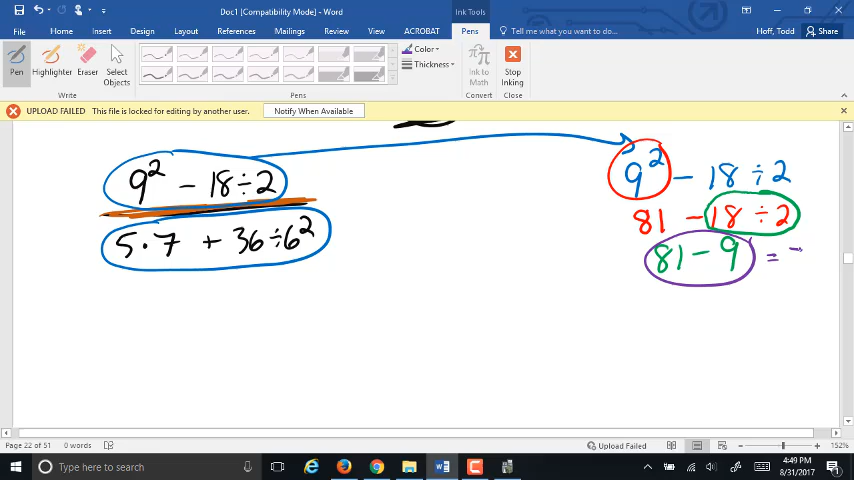 Doc1 [Compatibility Mode] - Word
Ink Tools
Hoff, Todd
File Home Insert Design Layout References Mailings Review View ACROBAT Pens Tell me what you want to do... Share
Pen Highlighter Eraser Select Objects
Color
Thickness
Ink to Math
Stop Inking
Write Pens Convert Close
UPLOAD FAILED This file is locked for editing by another user. Notify When Available
9² - 18 ÷ 2
5 · 7 + 36 ÷ 6²
9² - 18 ÷ 2
81 - 18 ÷ 2
81 - 9 =
Page 22 of 51 0 words Upload Failed 152%
Type here to search
4:49 PM
8/31/2017